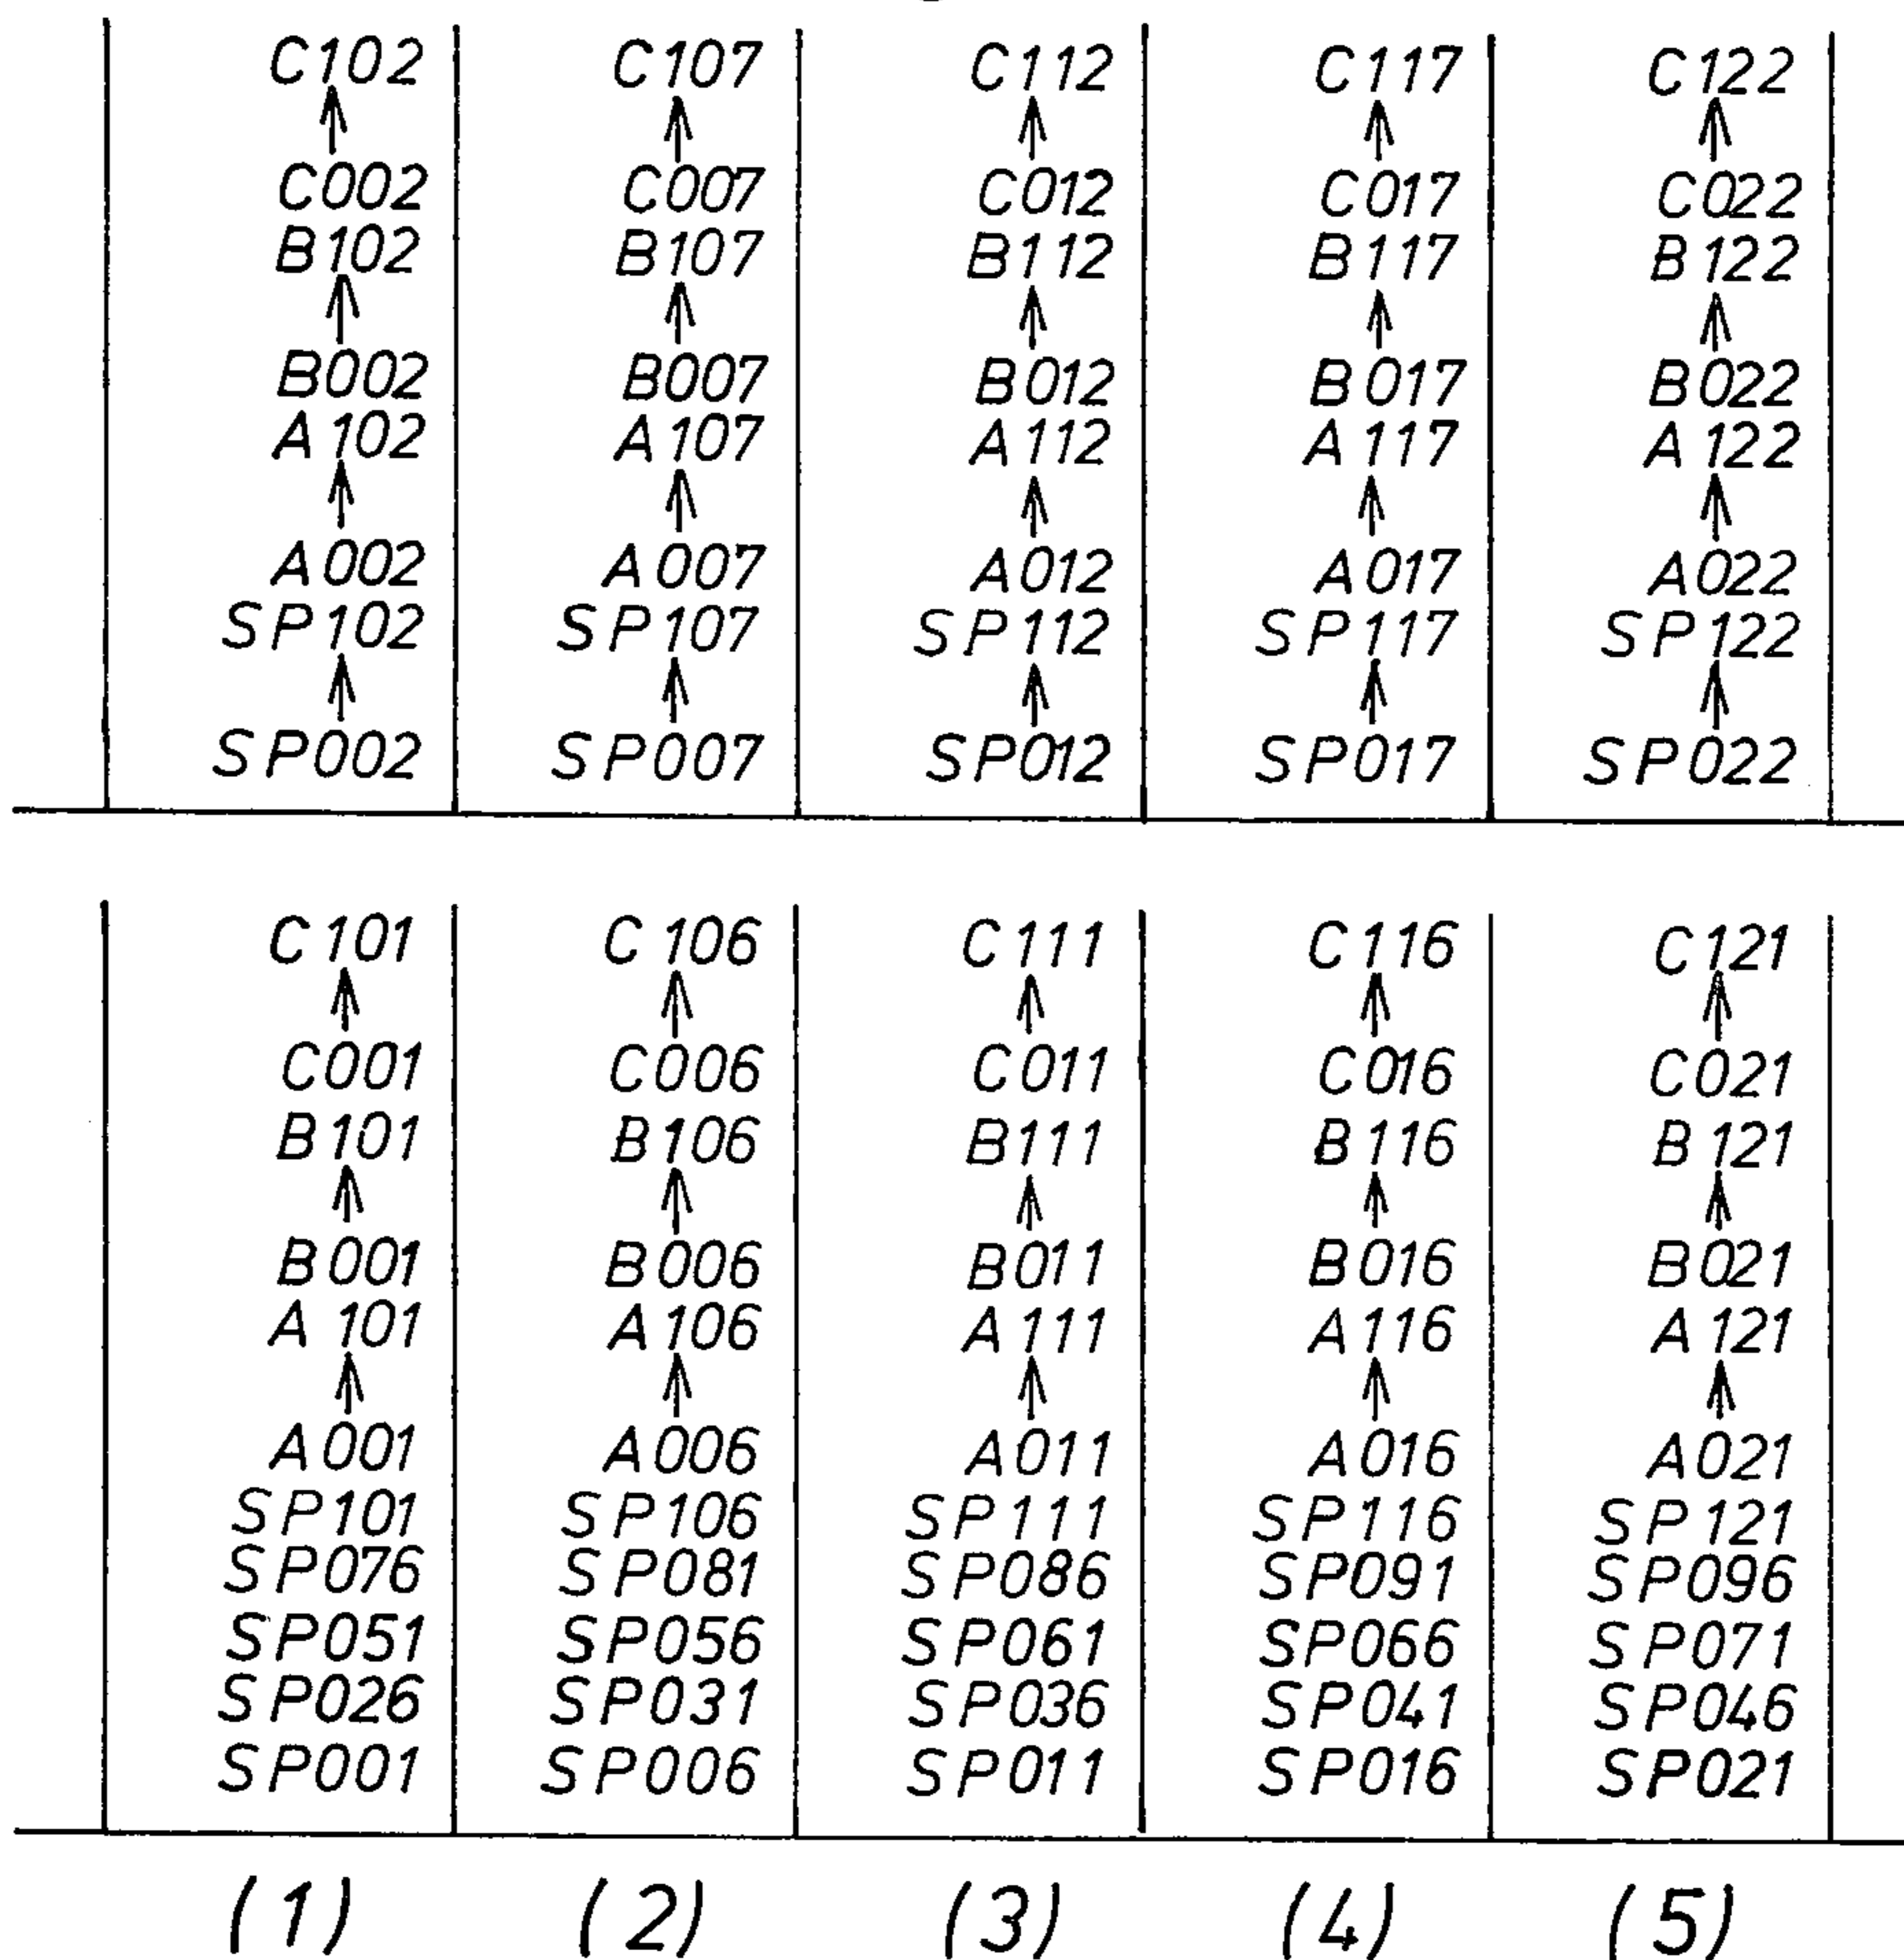 C102 C107 C112 C117 C122
C002 C007 C012 C017 C022
B102 B107 B112 B117 B122
B002 B007 B012 B017 B022
A102 A107 A112 A117 A122
A002 A007 A012 A017 A022
SP102 SP107 SP112 SP117 SP122
SP002 SP007 SP012 SP017 SP022
C101 C106 C111 C116 C121
C001 C006 C011 C016 C021
B101 B106 B111 B116 B121
B001 B006 B011 B016 B021
A101 A106 A111 A116 A121
A001 A006 A011 A016 A021
SP101 SP106 SP111 SP116 SP121
SP076 SP081 SP086 SP091 SP096
SP051 SP056 SP061 SP066 SP071
SP026 SP031 SP036 SP041 SP046
SP001 SP006 SP011 SP016 SP021
(1) (2) (3) (4) (5)